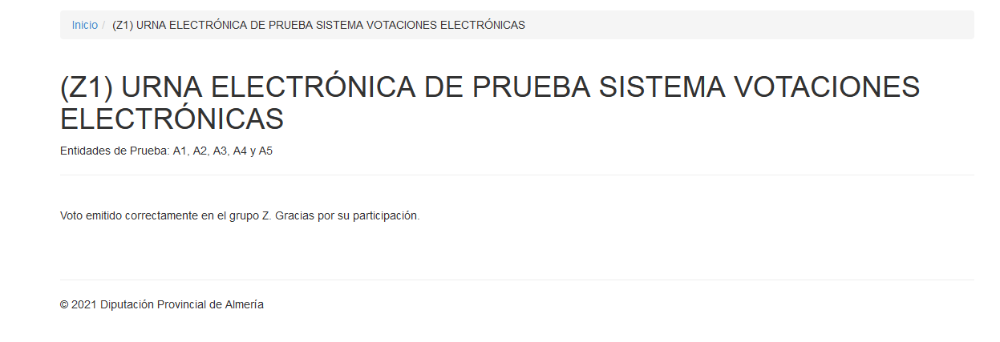 Inicio / (Z1) URNA ELECTRÓNICA DE PRUEBA SISTEMA VOTACIONES ELECTRÓNICAS
(Z1) URNA ELECTRÓNICA DE PRUEBA SISTEMA VOTACIONES
ELECTRÓNICAS
Entidades de Prueba: A1, A2, A3, A4 y A5
Voto emitido correctamente en el grupo Z. Gracias por su participación.
© 2021 Diputación Provincial de Almería